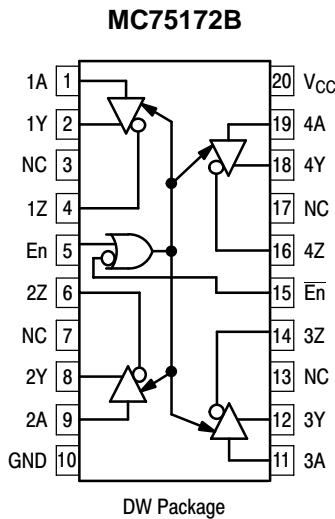 MC75172B
1A 1 20 VCC
1Y 2 19 4A
NC 3 18 4Y
1Z 4 17 NC
En 5 16 4Z
2Z 6 15 E̅n̅
NC 7 14 3Z
2Y 8 13 NC
2A 9 12 3Y
GND 10 11 3A
DW Package